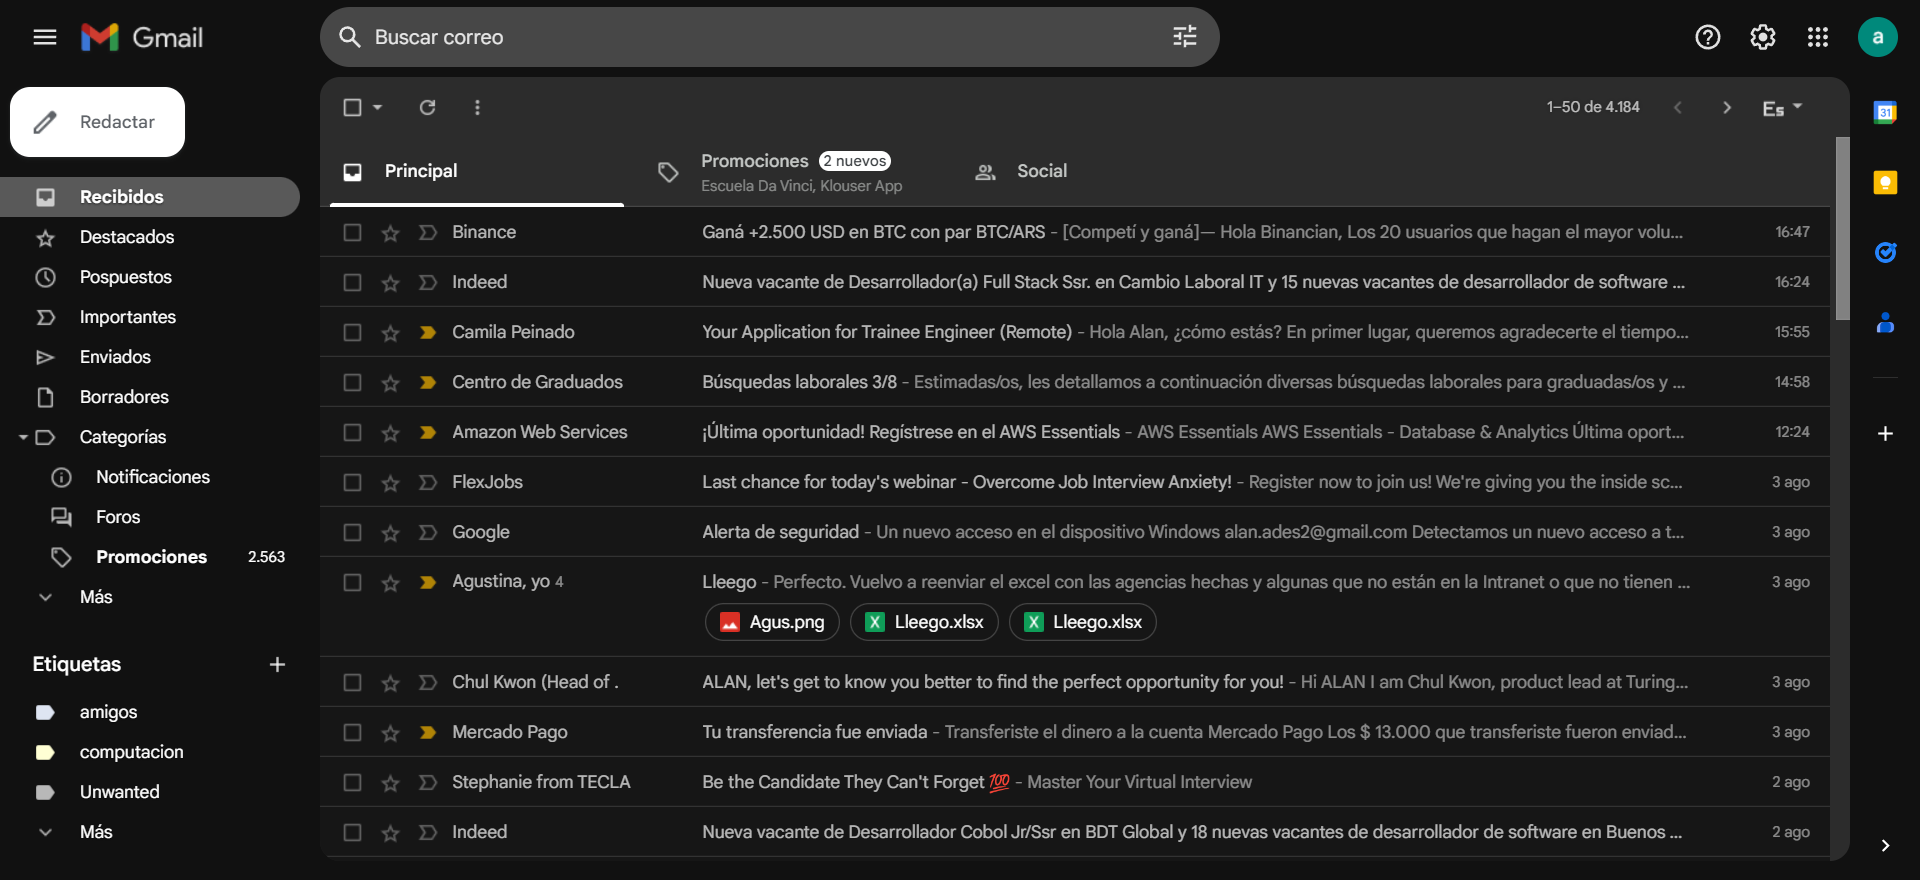 Gmail
Buscar correo
a
Redactar
Recibidos
Destacados
Pospuestos
Importantes
Enviados
Borradores
Categorías
Notificaciones
Foros
Promociones 2.563
Más
Etiquetas
amigos
computacion
Unwanted
Más
1–50 de 4.184
Es
Principal
Promociones 2 nuevos
Escuela Da Vinci, Klouser App
Social
Binance Ganá +2.500 USD en BTC con par BTC/ARS - [Competí y ganá]— Hola Binancian, Los 20 usuarios que hagan el mayor volu... 16:47
Indeed Nueva vacante de Desarrollador(a) Full Stack Ssr. en Cambio Laboral IT y 15 nuevas vacantes de desarrollador de software ... 16:24
Camila Peinado Your Application for Trainee Engineer (Remote) - Hola Alan, ¿cómo estás? En primer lugar, queremos agradecerte el tiempo... 15:55
Centro de Graduados Búsquedas laborales 3/8 - Estimadas/os, les detallamos a continuación diversas búsquedas laborales para graduadas/os y ... 14:58
Amazon Web Services ¡Última oportunidad! Regístrese en el AWS Essentials - AWS Essentials AWS Essentials - Database & Analytics Última oport... 12:24
FlexJobs Last chance for today's webinar - Overcome Job Interview Anxiety! - Register now to join us! We're giving you the inside sc... 3 ago
Google Alerta de seguridad - Un nuevo acceso en el dispositivo Windows alan.ades2@gmail.com Detectamos un nuevo acceso a t... 3 ago
Agustina, yo 4 Lleego - Perfecto. Vuelvo a reenviar el excel con las agencias hechas y algunas que no están en la Intranet o que no tienen ... 3 ago
Agus.png Lleego.xlsx Lleego.xlsx
Chul Kwon (Head of . ALAN, let's get to know you better to find the perfect opportunity for you! - Hi ALAN I am Chul Kwon, product lead at Turing... 3 ago
Mercado Pago Tu transferencia fue enviada - Transferiste el dinero a la cuenta Mercado Pago Los $ 13.000 que transferiste fueron enviad... 3 ago
Stephanie from TECLA Be the Candidate They Can't Forget 💯 - Master Your Virtual Interview 2 ago
Indeed Nueva vacante de Desarrollador Cobol Jr/Ssr en BDT Global y 18 nuevas vacantes de desarrollador de software en Buenos ... 2 ago
31